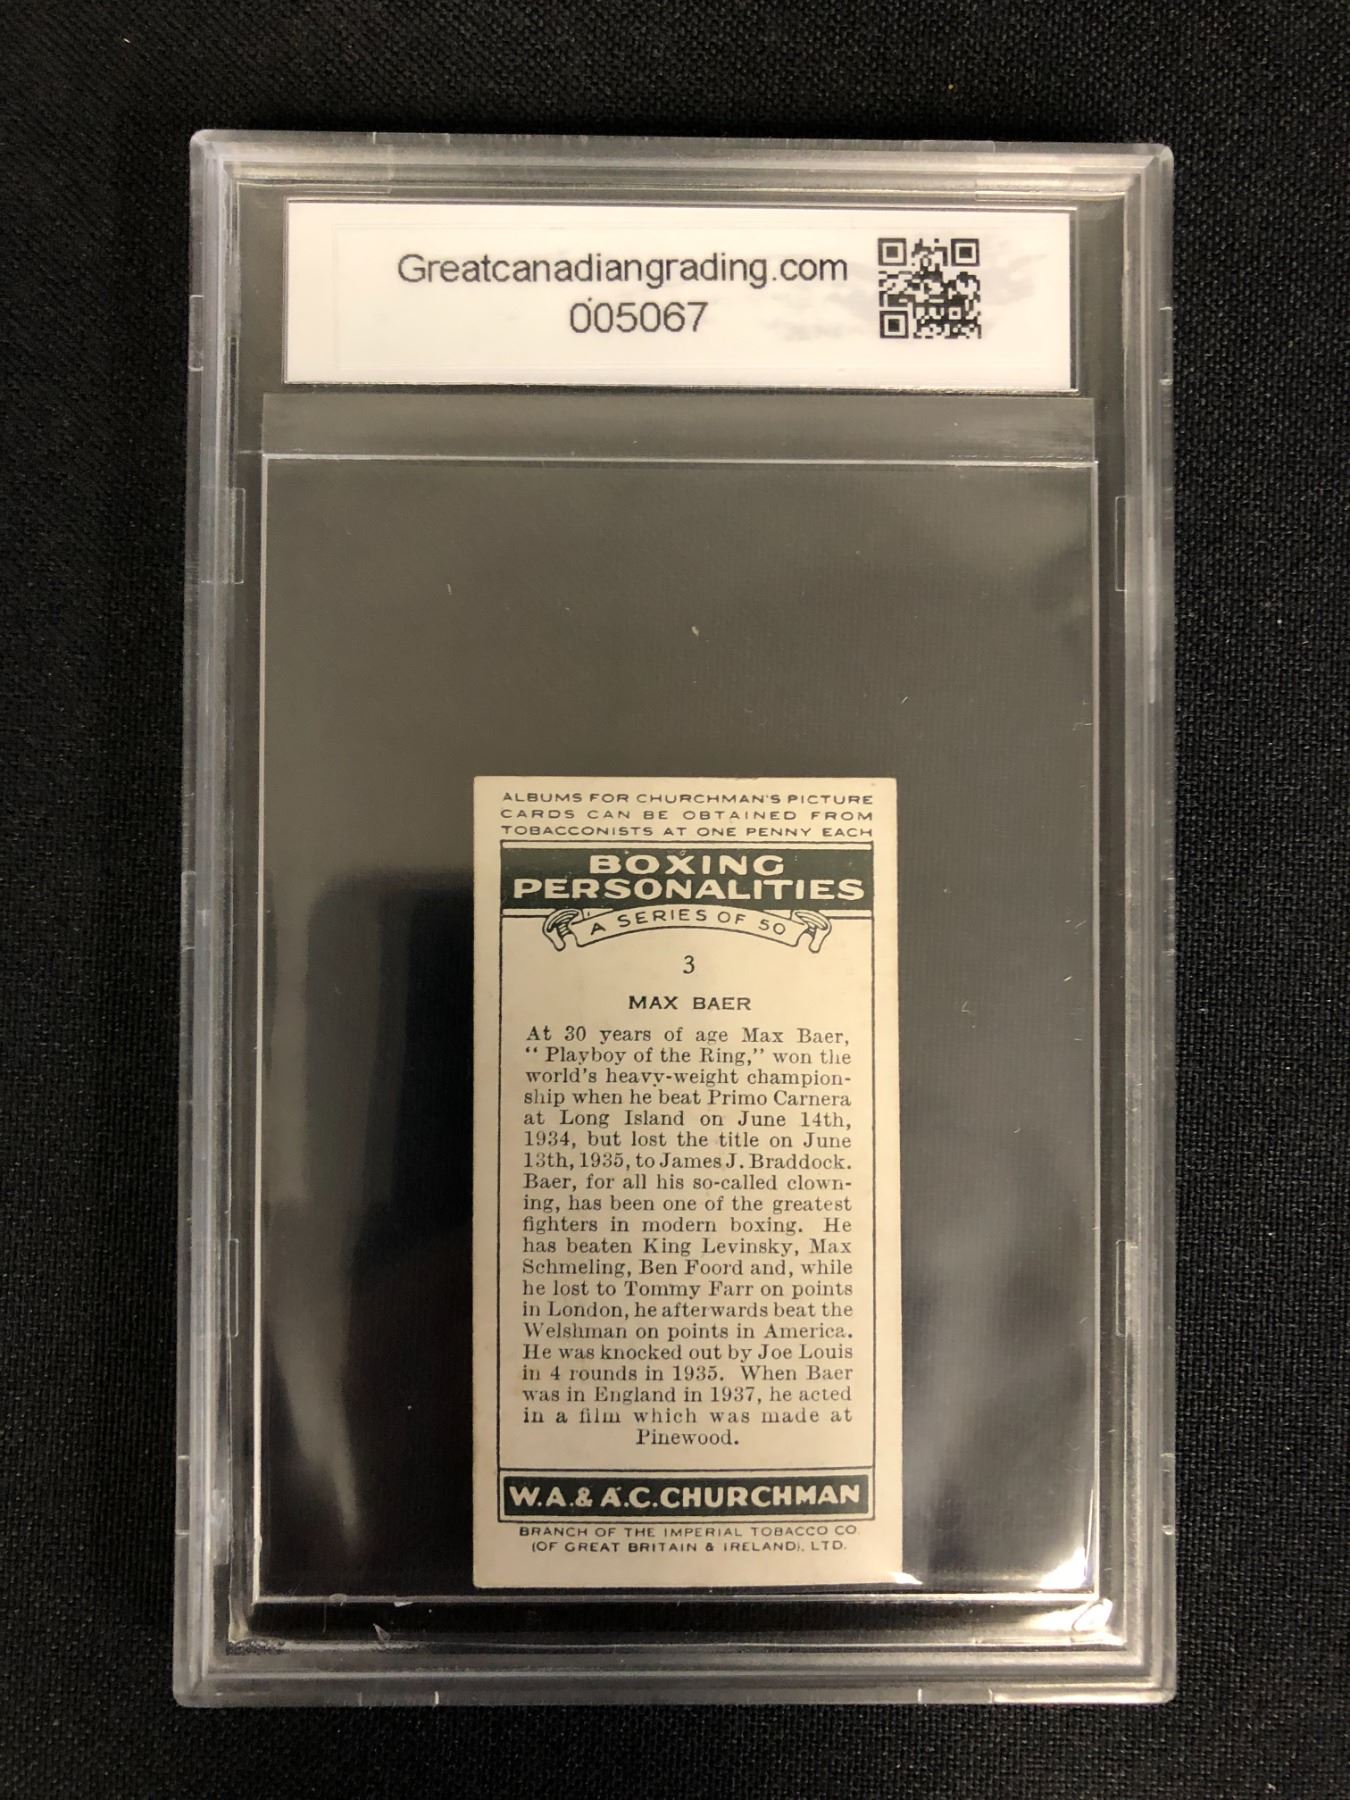 Greatcanadiangrading.com
005067
ALBUMS FOR CHURCHMAN'S PICTURE
CARDS CAN BE OBTAINED FROM
TOBACCONISTS AT ONE PENNY EACH
BOXING
PERSONALITIES
A SERIES OF 50
3
MAX BAER
At 30 years of age Max Baer,
“ Playboy of the Ring,” won the
world's heavy-weight champion-
ship when he beat Primo Carnera
at Long Island on June 14th,
1934, but lost the title on June
13th, 1935, to James J. Braddock.
Baer, for all his so-called clown-
ing, has been one of the greatest
fighters in modern boxing. He
has beaten King Levinsky, Max
Schmeling, Ben Foord and, while
he lost to Tommy Farr on points
in London, he afterwards beat the
Welshman on points in America.
He was knocked out by Joe Louis
in 4 rounds in 1935. When Baer
was in England in 1937, he acted
in a film which was made at
Pinewood.
W.A.& A.C.CHURCHMAN
BRANCH OF THE IMPERIAL TOBACCO CO.
(OF GREAT BRITAIN & IRELAND), LTD.